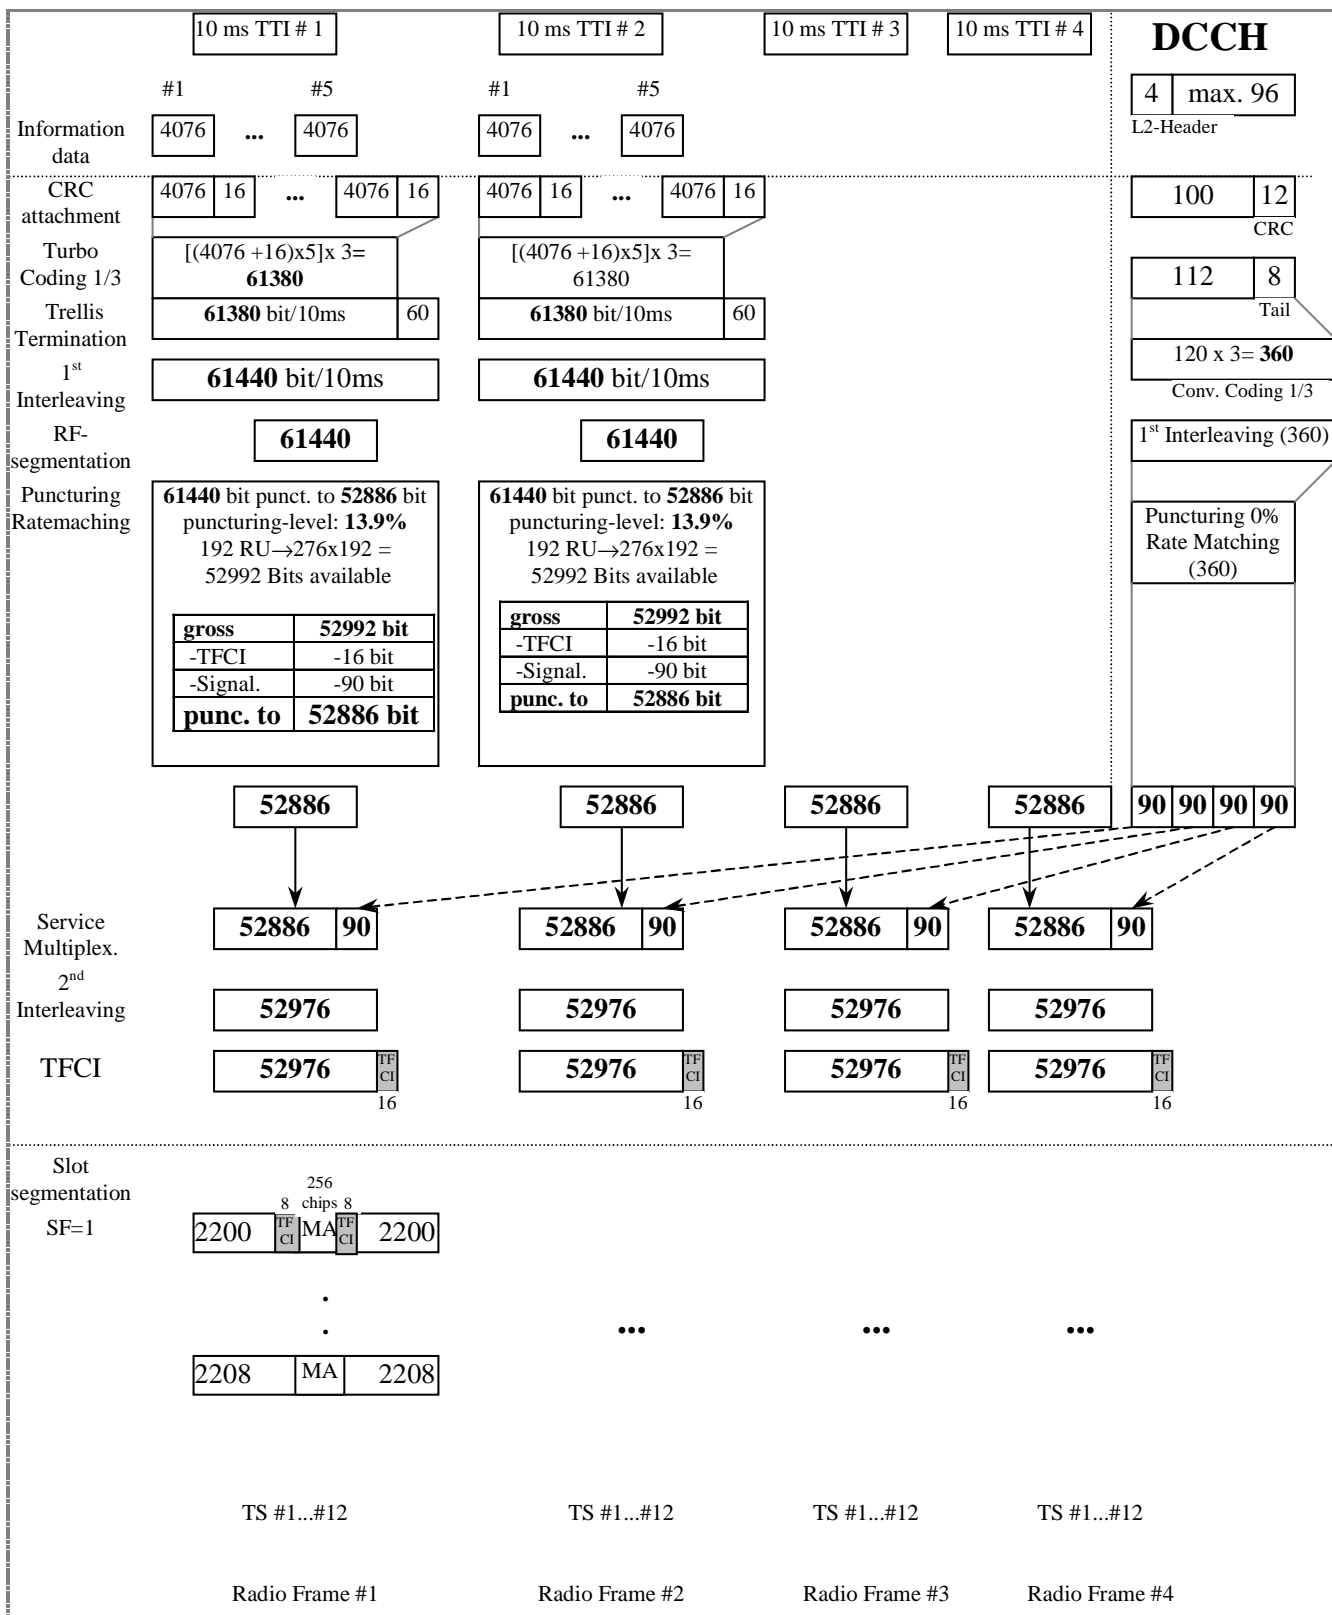 10 ms TTI # 1
10 ms TTI # 2
10 ms TTI # 3
10 ms TTI # 4
DCCH
#1
#5
#1
#5
4
max. 96
L2-Header
Information
data
4076
...
4076
4076
...
4076
CRC
attachment
4076
16
...
4076
16
4076
16
...
4076
16
100
12
CRC
Turbo
Coding 1/3
[(4076 +16)x5]x 3=
61380
[(4076 +16)x5]x 3=
61380
112
8
Tail
Trellis
Termination
61380 bit/10ms
60
61380 bit/10ms
60
120 x 3= 360
Conv. Coding 1/3
1st
Interleaving
61440 bit/10ms
61440 bit/10ms
RF-
segmentation
61440
61440
1st Interleaving (360)
Puncturing
Ratemaching
61440 bit punct. to 52886 bit
puncturing-level: 13.9%
192 RU→276x192 =
52992 Bits available
gross
52992 bit
-TFCI
-16 bit
-Signal.
-90 bit
punc. to
52886 bit
61440 bit punct. to 52886 bit
puncturing-level: 13.9%
192 RU→276x192 =
52992 Bits available
gross
52992 bit
-TFCI
-16 bit
-Signal.
-90 bit
punc. to
52886 bit
Puncturing 0%
Rate Matching
(360)
52886
52886
52886
52886
90
90
90
90
Service
Multiplex.
52886
90
52886
90
52886
90
52886
90
2nd
Interleaving
52976
52976
52976
52976
TFCI
52976
TF
CI
16
52976
TF
CI
16
52976
TF
CI
16
52976
TF
CI
16
Slot
segmentation
SF=1
256
chips
8
8
2200
TF
CI
MA
TF
CI
2200
.
.
...
...
...
2208
MA
2208
TS #1...#12
TS #1...#12
TS #1...#12
TS #1...#12
Radio Frame #1
Radio Frame #2
Radio Frame #3
Radio Frame #4